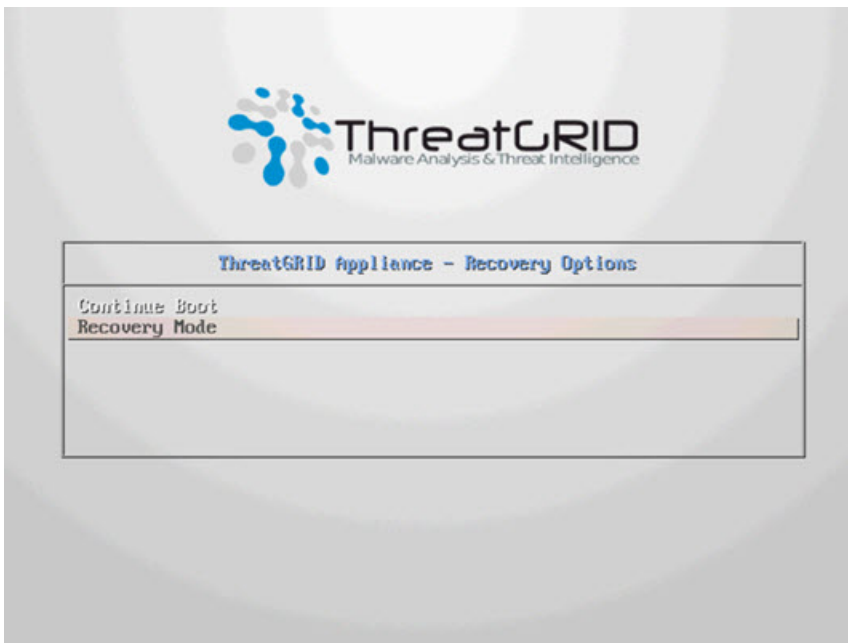 ThreatGRID
Malware Analysis & Threat Intelligence
ThreatGRID Appliance - Recovery Options
Continue Boot
Recovery Mode